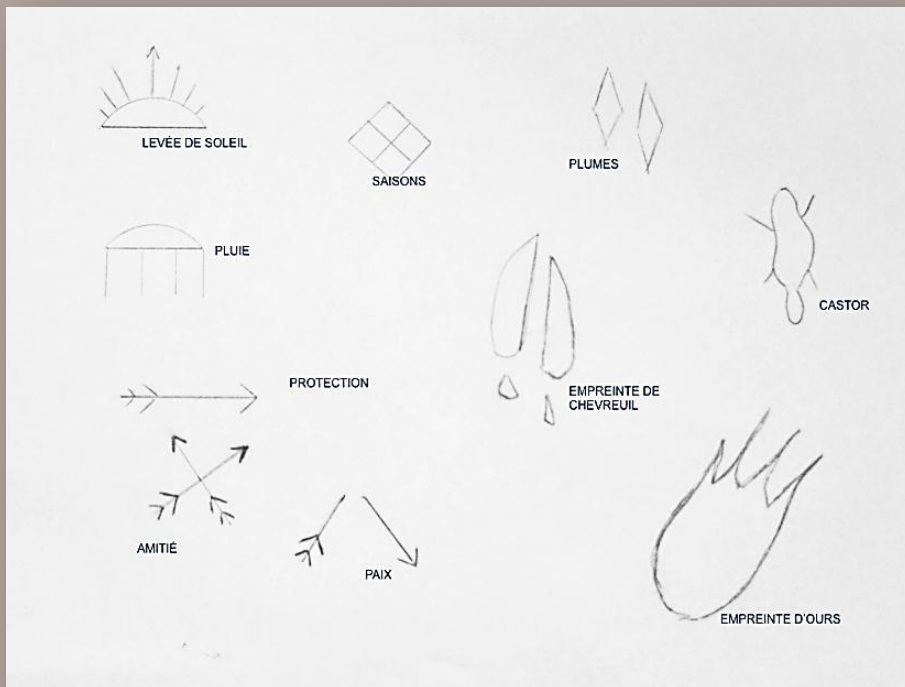 LEVÉE DE SOLEIL
SAISONS
PLUMES
PLUIE
CASTOR
PROTECTION
EMPREINTE DE
CHEVREUIL
AMITIÉ
PAIX
EMPREINTE D'OURS